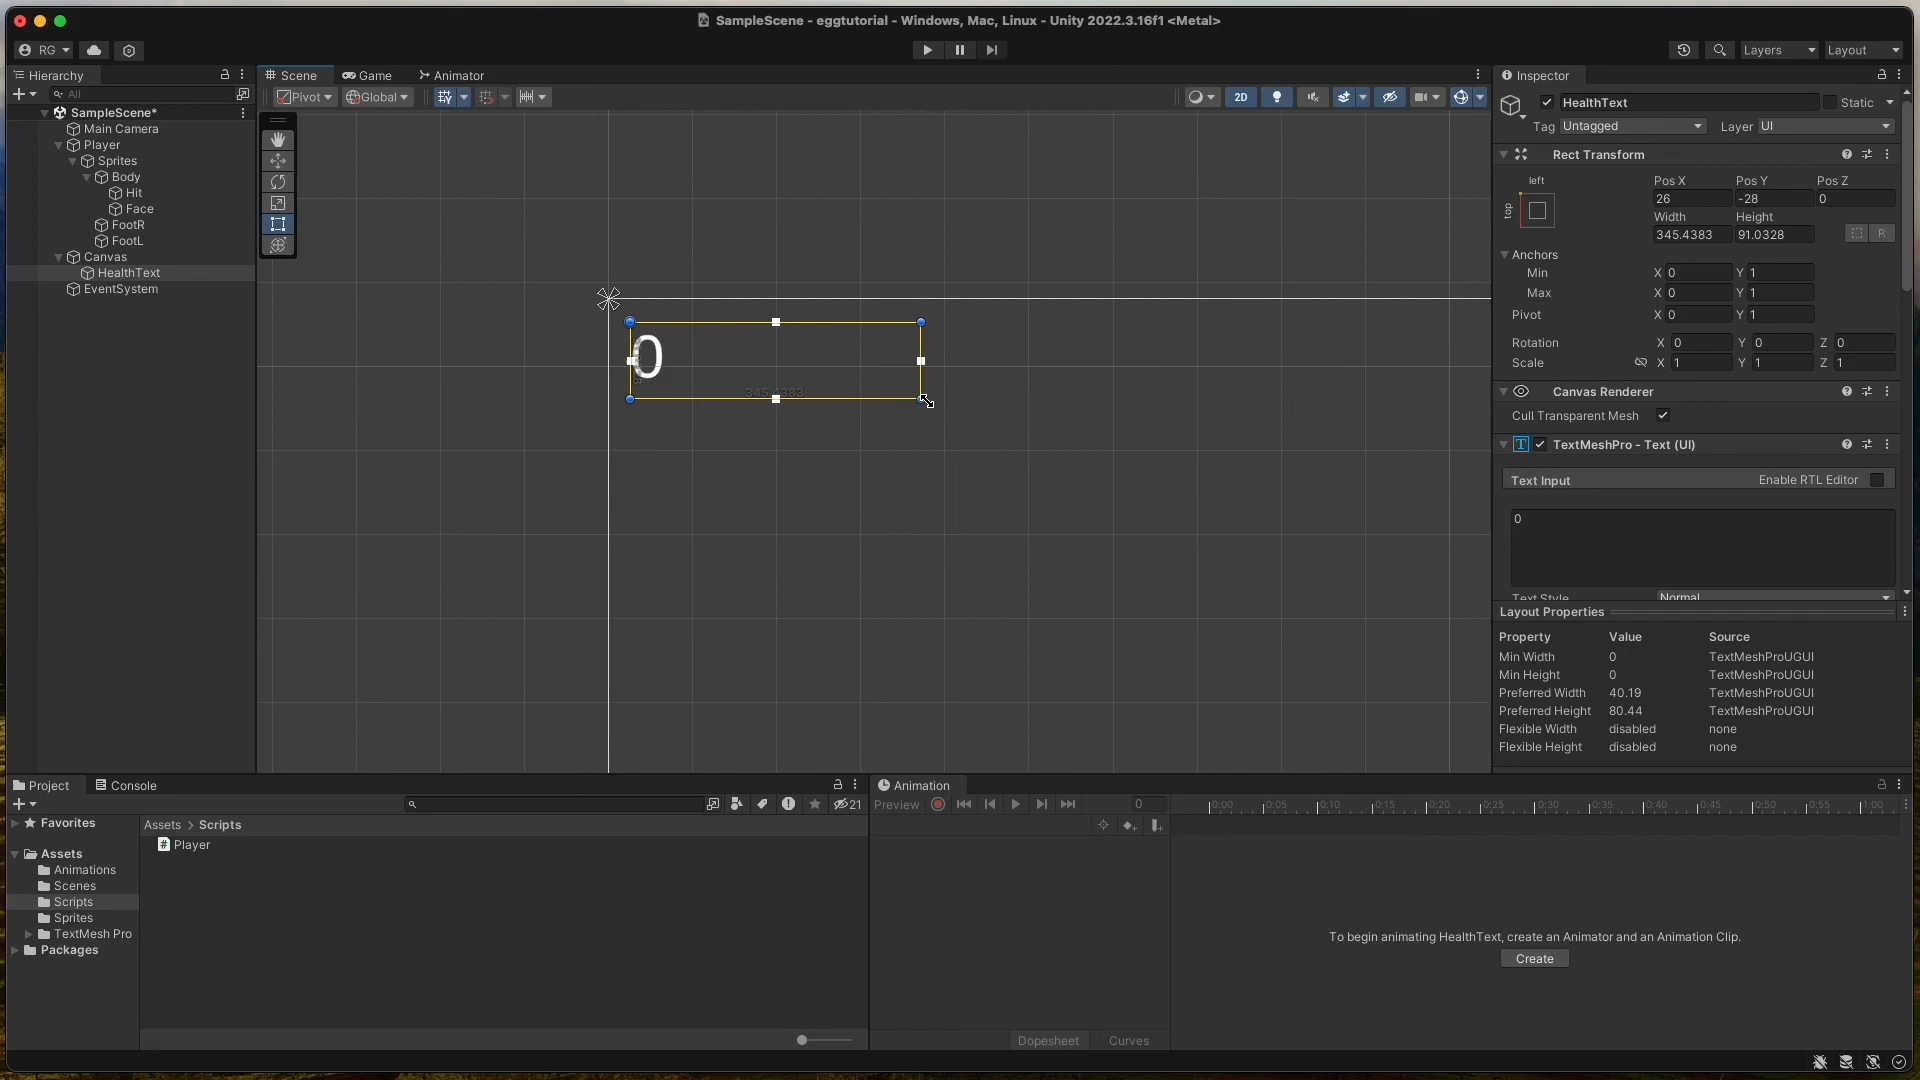 SampleScene - eggtutorial - Windows, Mac, Linux - Unity 2022.3.16f1 <Metal>
RG
Layers
Layout
Hierarchy
All
SampleScene*
Main Camera
Player
Sprites
Body
Hit
Face
FootR
FootL
Canvas
HealthText
EventSystem
Scene
Game
Animator
Pivot
Global
2D
0
345.4383
Inspector
HealthText
Static
Tag
Untagged
Layer
UI
Rect Transform
left
top
Pos X
Pos Y
Pos Z
26
-28
0
Width
Height
345.4383
91.0328
R
Anchors
Min
X 0
Y 1
Max
X 0
Y 1
Pivot
X 0
Y 1
Rotation
X 0
Y 0
Z 0
Scale
X 1
Y 1
Z 1
Canvas Renderer
Cull Transparent Mesh
TextMeshPro - Text (UI)
Text Input
Enable RTL Editor
0
Text Style
Normal
Layout Properties
Property Value Source
Min Width 0 TextMeshProUGUI
Min Height 0 TextMeshProUGUI
Preferred Width 40.19 TextMeshProUGUI
Preferred Height 80.44 TextMeshProUGUI
Flexible Width disabled none
Flexible Height disabled none
Project
Console
21
Favorites
Assets
Animations
Scenes
Scripts
Sprites
TextMesh Pro
Packages
Assets > Scripts
Player
Animation
Preview
0
0:00
0:05
0:10
0:15
0:20
0:25
0:30
0:35
0:40
0:45
0:50
0:55
1:00
To begin animating HealthText, create an Animator and an Animation Clip.
Create
Dopesheet
Curves